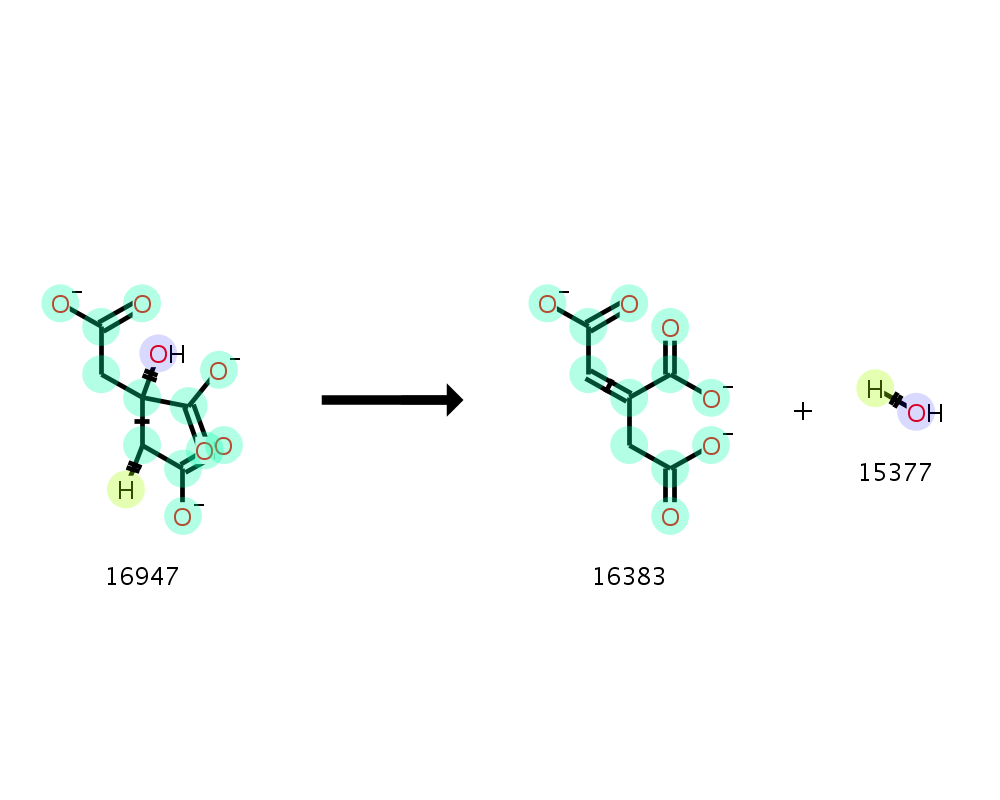 O⁻ O O⁻ O
O
OH O⁻ O⁻
O O O⁻ + H OH
H 15377
O⁻ O
16947 16383